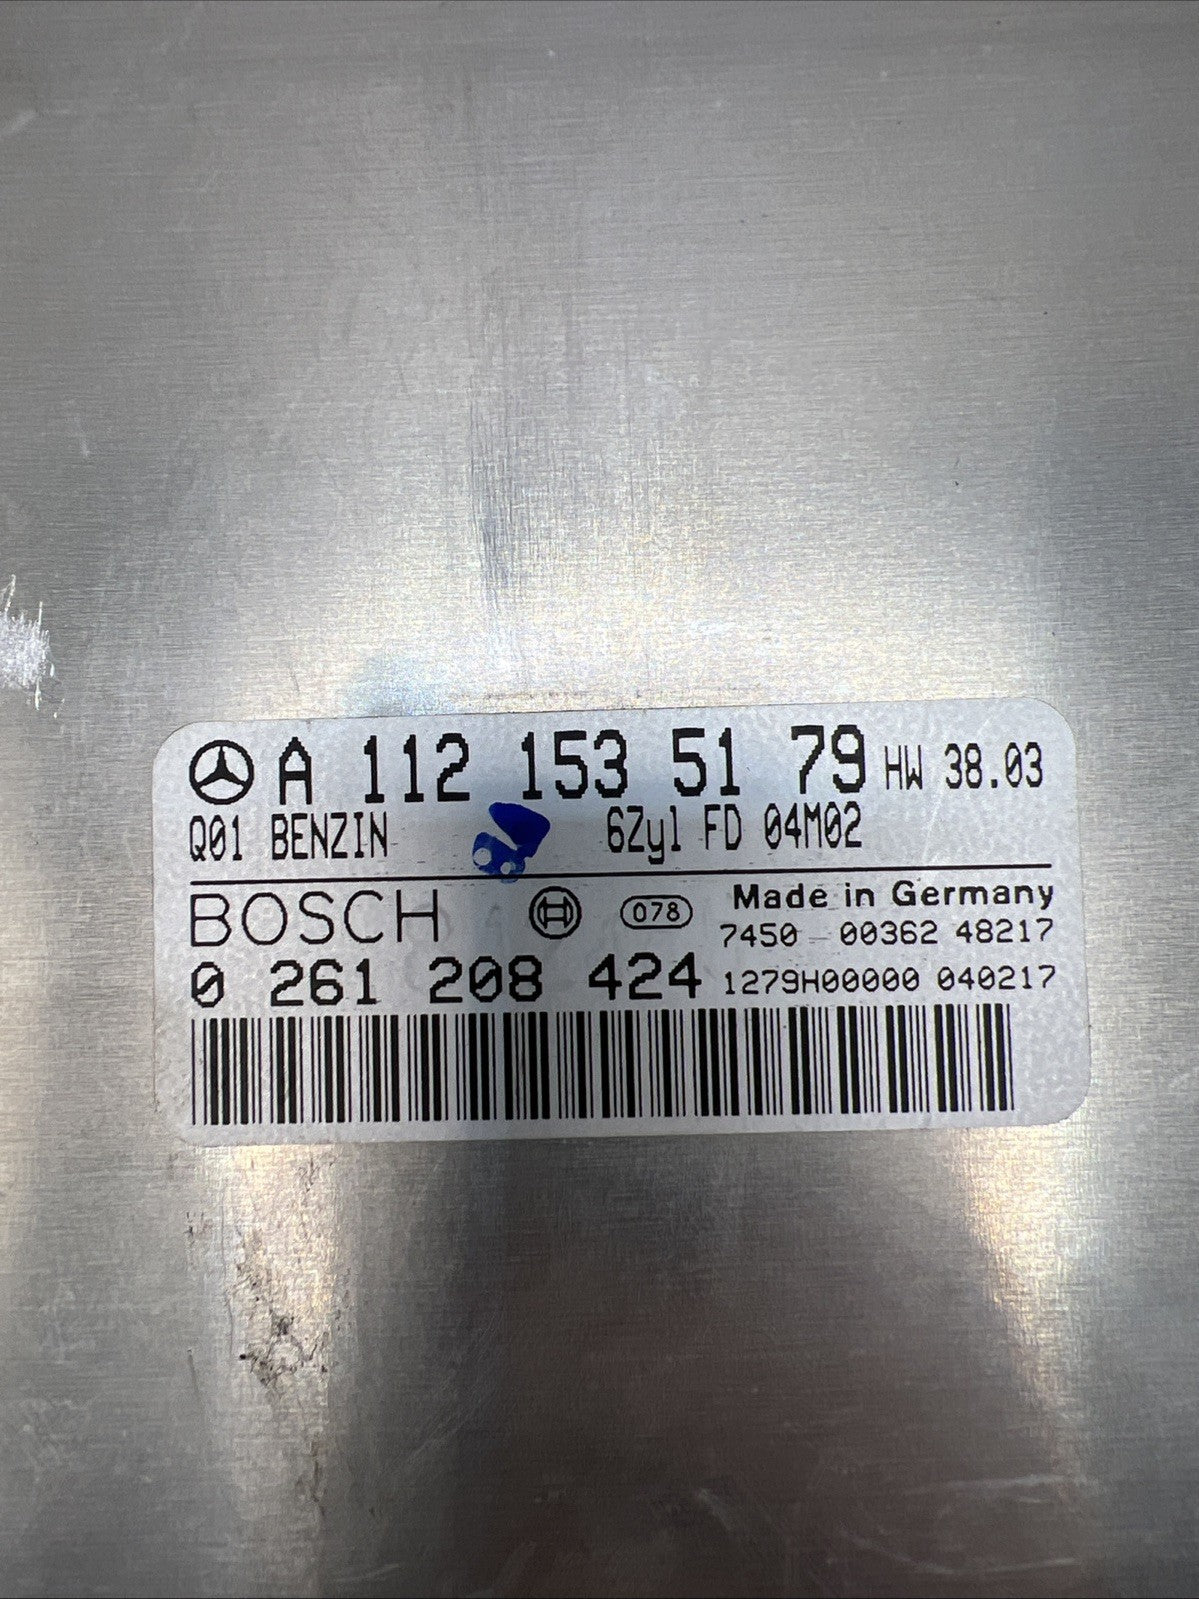 A 112 153 51 79 HW 38.03
Q01 BENZIN 6Zyl FD 04M02
BOSCH 078 Made in Germany
7450 00362 48217
0 261 208 424 1279H00000 040217